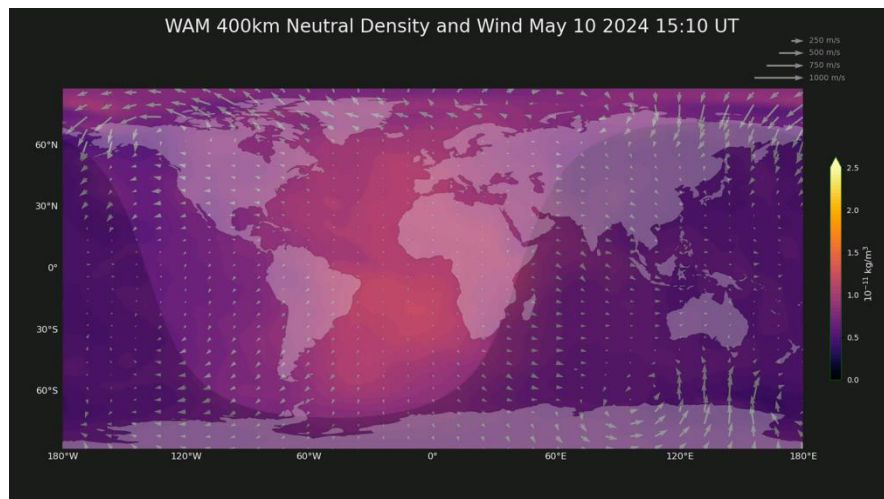 WAM 400km Neutral Density and Wind May 10 2024 15:10 UT
250 m/s
500 m/s
750 m/s
1000 m/s
60°N
30°N
0°
30°S
60°S
180°W
120°W
60°W
0°
60°E
120°E
180°E
2.5
2.0
1.5
1.0
0.5
0.0
10⁻¹¹ kg/m³